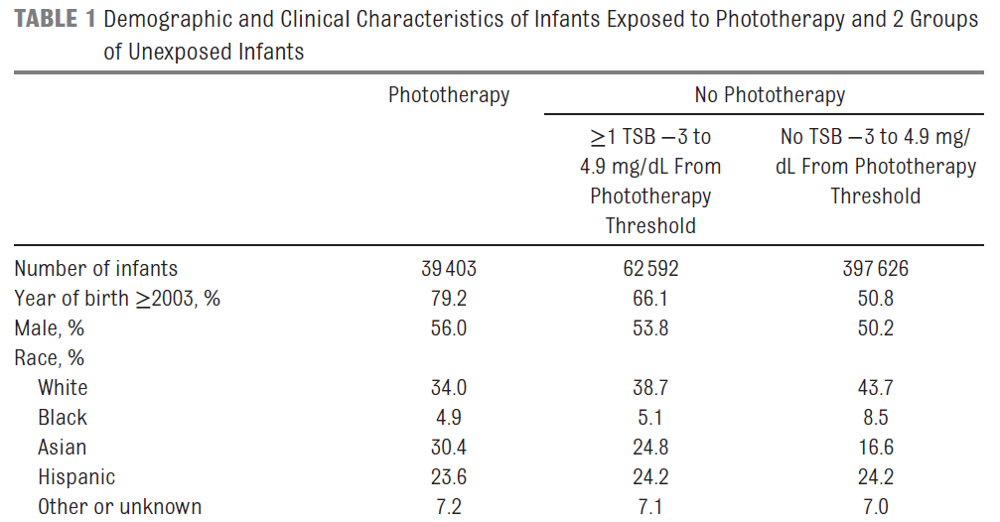 TABLE 1 Demographic and Clinical Characteristics of Infants Exposed to Phototherapy and 2 Groups
of Unexposed Infants
Phototherapy No Phototherapy
≥1 TSB −3 to No TSB −3 to 4.9 mg/
4.9 mg/dL From dL From Phototherapy
Phototherapy Threshold
Threshold
Number of infants 39 403 62 592 397 626
Year of birth ≥2003, % 79.2 66.1 50.8
Male, % 56.0 53.8 50.2
Race, %
White 34.0 38.7 43.7
Black 4.9 5.1 8.5
Asian 30.4 24.8 16.6
Hispanic 23.6 24.2 24.2
Other or unknown 7.2 7.1 7.0